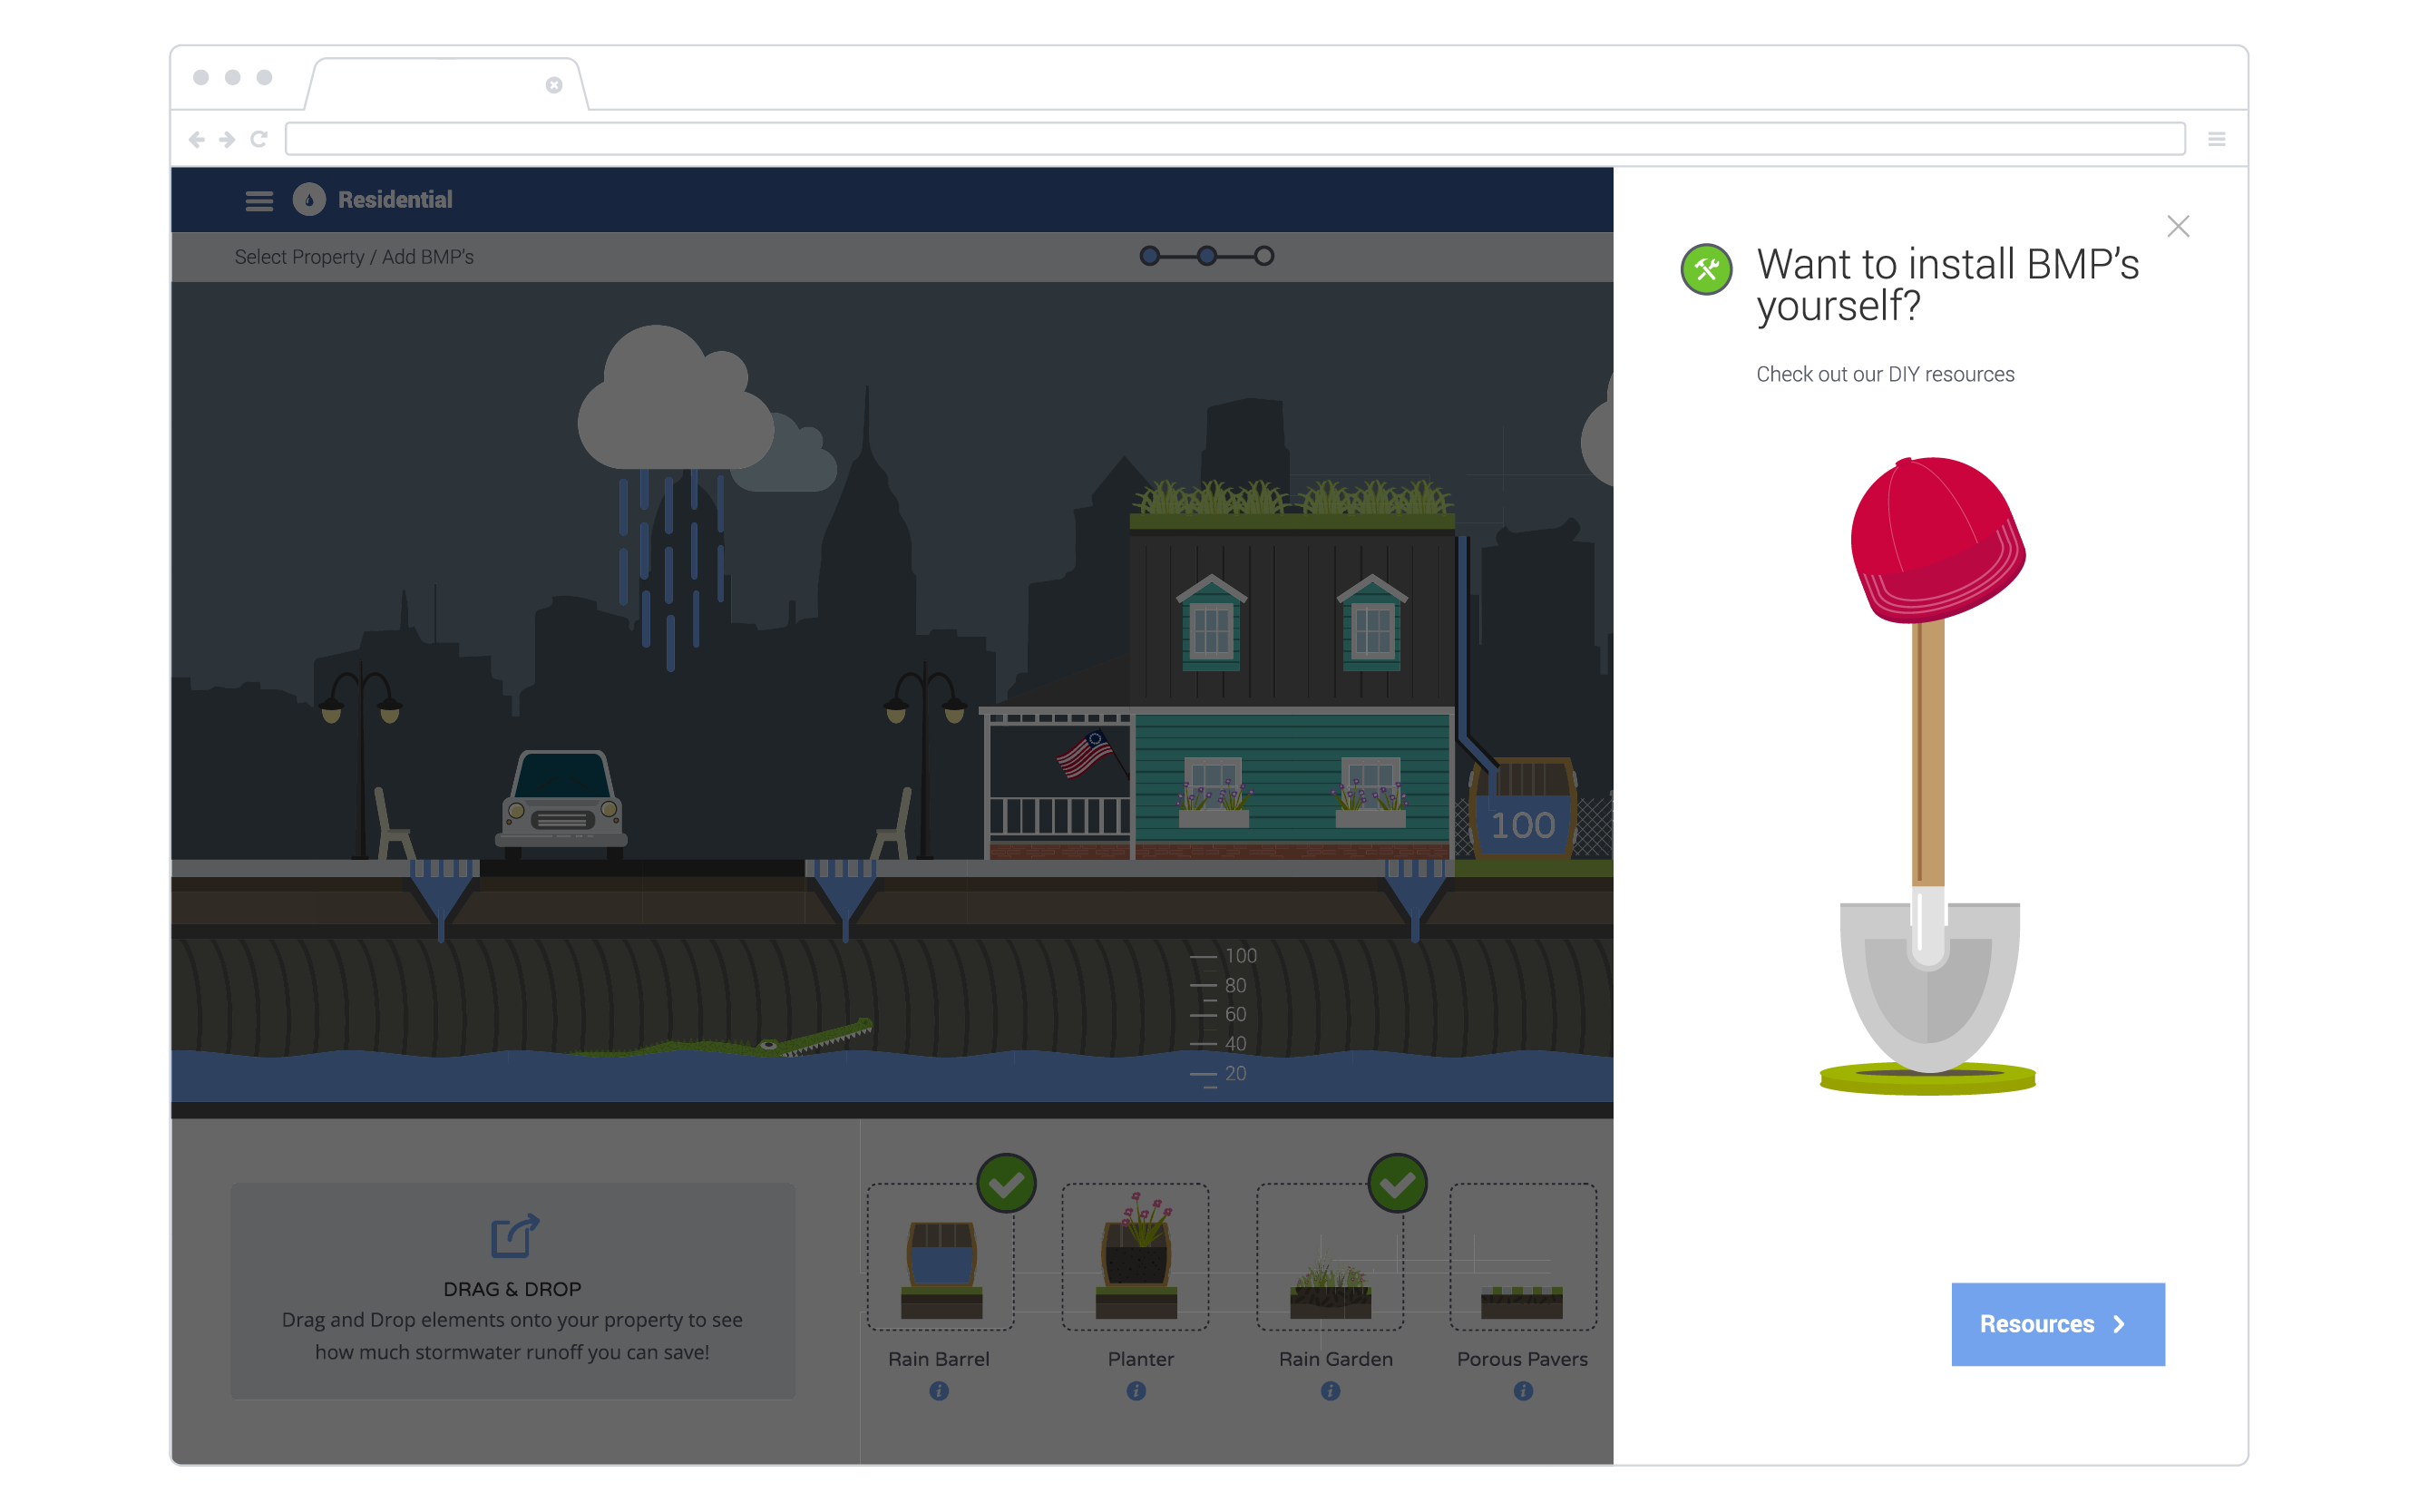 Residential
Select Property / Add BMP's
Want to install BMP's
yourself?
Check out our DIY resources
100
100
80
60
40
20
DRAG & DROP
Drag and Drop elements onto your property to see
how much stormwater runoff you can save!
Rain Barrel
Planter
Rain Garden
Porous Pavers
Resources